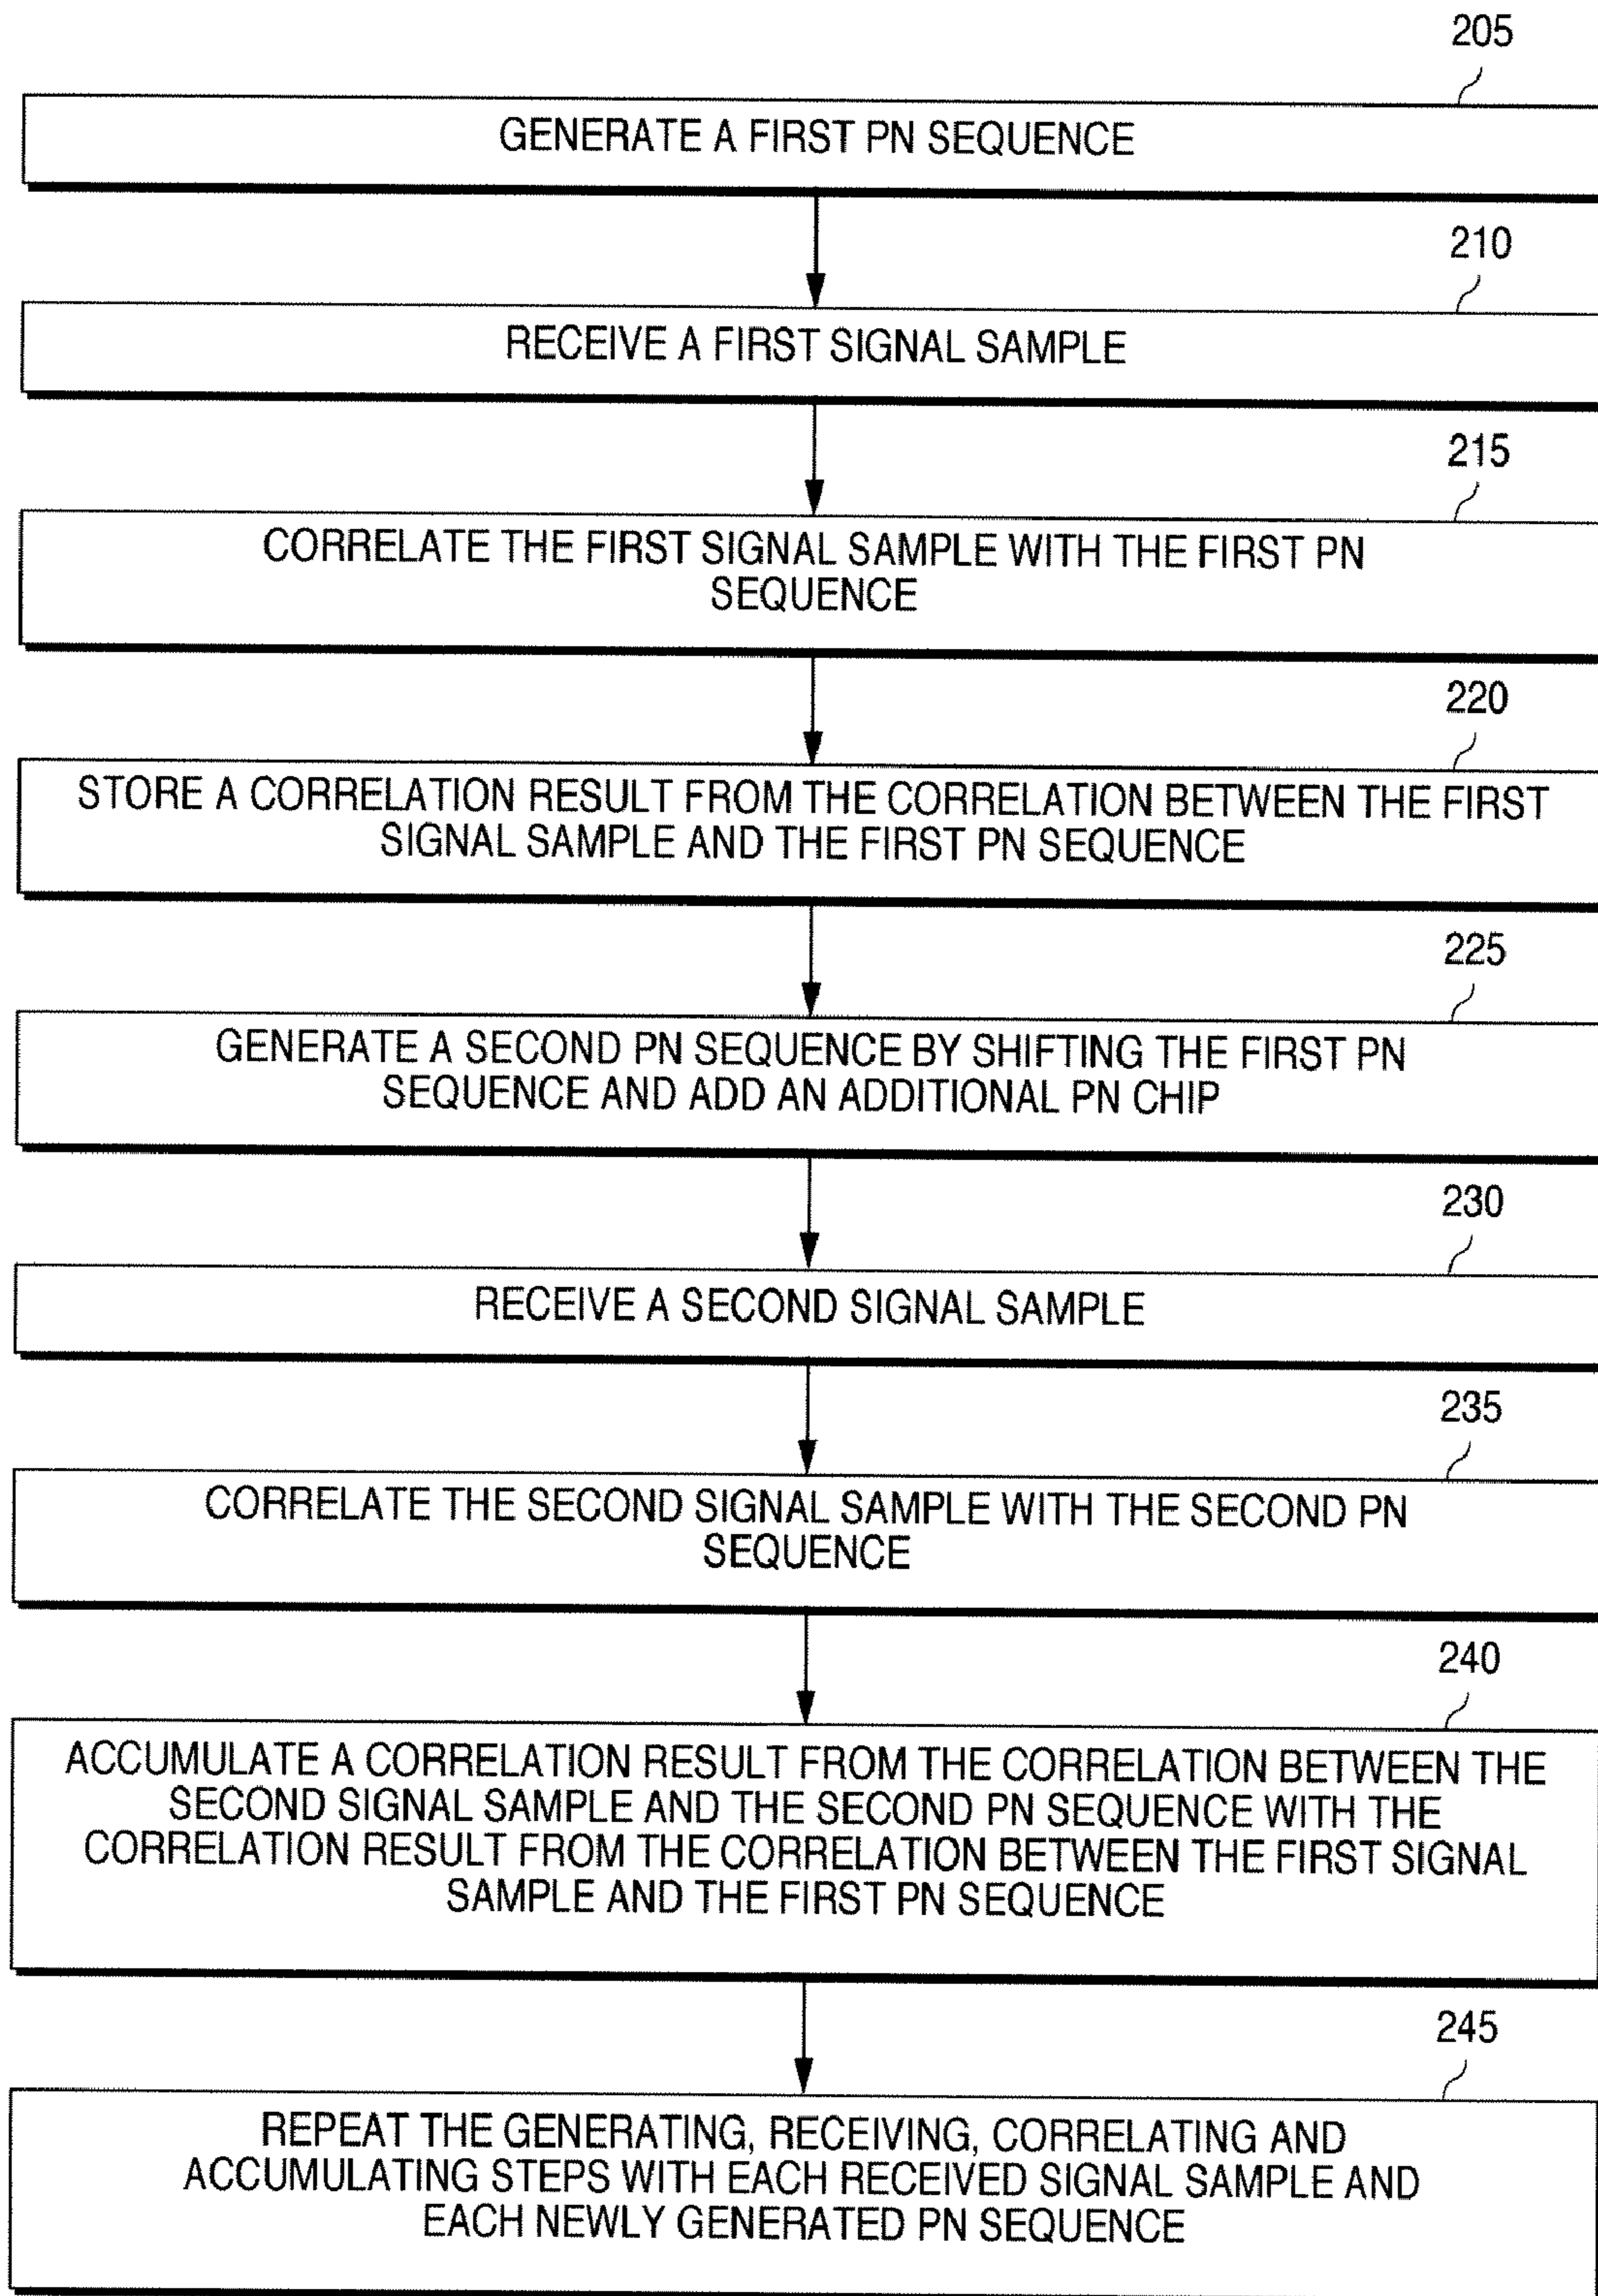 205
GENERATE A FIRST PN SEQUENCE
210
RECEIVE A FIRST SIGNAL SAMPLE
215
CORRELATE THE FIRST SIGNAL SAMPLE WITH THE FIRST PN
SEQUENCE
220
STORE A CORRELATION RESULT FROM THE CORRELATION BETWEEN THE FIRST
SIGNAL SAMPLE AND THE FIRST PN SEQUENCE
225
GENERATE A SECOND PN SEQUENCE BY SHIFTING THE FIRST PN
SEQUENCE AND ADD AN ADDITIONAL PN CHIP
230
RECEIVE A SECOND SIGNAL SAMPLE
235
CORRELATE THE SECOND SIGNAL SAMPLE WITH THE SECOND PN
SEQUENCE
240
ACCUMULATE A CORRELATION RESULT FROM THE CORRELATION BETWEEN THE
SECOND SIGNAL SAMPLE AND THE SECOND PN SEQUENCE WITH THE
CORRELATION RESULT FROM THE CORRELATION BETWEEN THE FIRST SIGNAL
SAMPLE AND THE FIRST PN SEQUENCE
245
REPEAT THE GENERATING, RECEIVING, CORRELATING AND
ACCUMULATING STEPS WITH EACH RECEIVED SIGNAL SAMPLE AND
EACH NEWLY GENERATED PN SEQUENCE